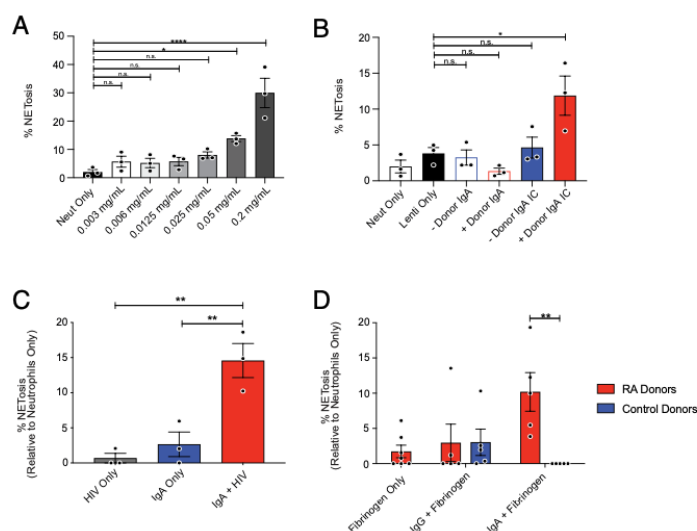 A
****
*
n.s.
n.s.
n.s.
n.s.
% NETosis
50
40
30
20
10
0
Neut Only
0.003 mg/mL
0.006 mg/mL
0.0125 mg/mL
0.025 mg/mL
0.05 mg/mL
0.2 mg/mL
B
*
n.s.
n.s.
n.s.
% NETosis
20
15
10
5
0
Neut Only
Lenti Only
- Donor IgA
+ Donor IgA
- Donor IgA IC
+ Donor IgA IC
C
**
**
% NETosis
(Relative to Neutrophils Only)
20
15
10
5
0
HIV Only
IgA Only
IgA + HIV
D
**
% NETosis
(Relative to Neutrophils Only)
20
15
10
5
0
Fibrinogen Only
IgG + Fibrinogen
IgA + Fibrinogen
RA Donors
Control Donors